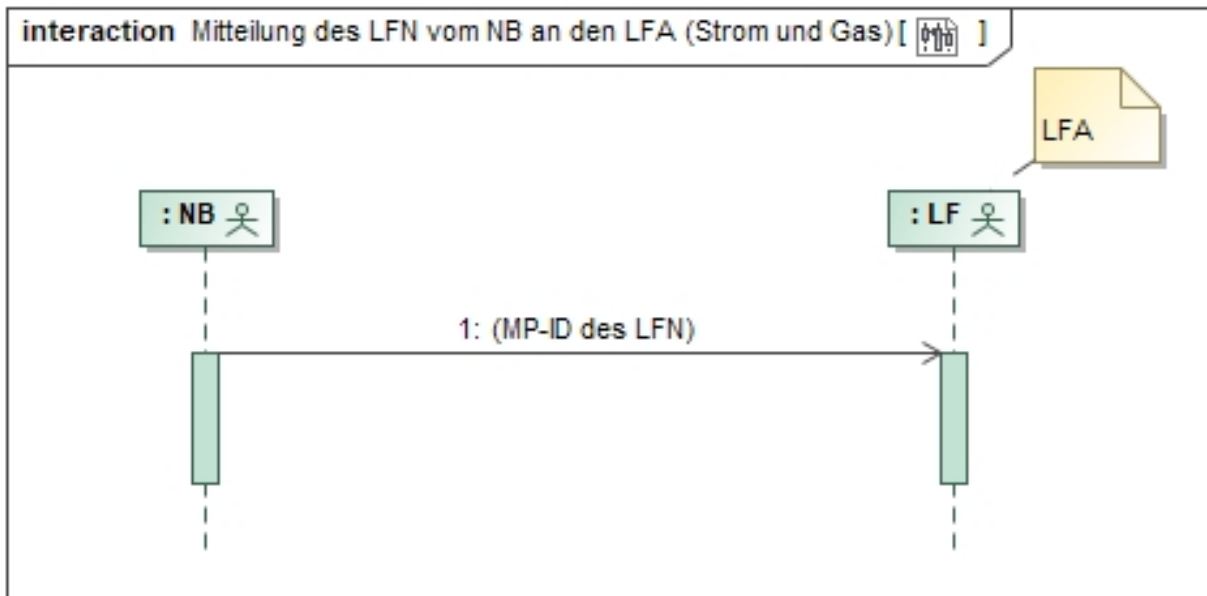 interaction Mitteilung des LFN vom NB an den LFA (Strom und Gas) [ ]
LFA
: NB
: LF
1: (MP-ID des LFN)